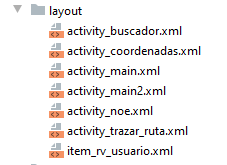 layout
activity_buscador.xml
activity_coordenadas.xml
activity_main.xml
activity_main2.xml
activity_noe.xml
activity_trazar_ruta.xml
item_rv_usuario.xml